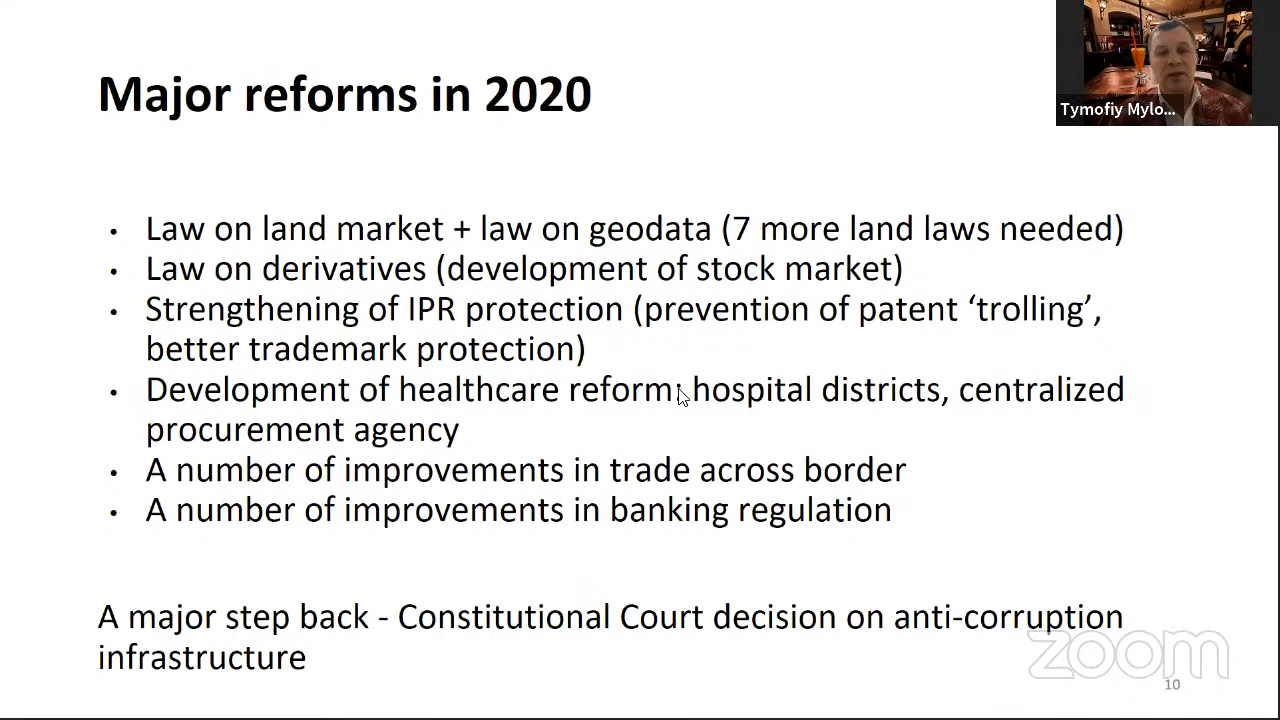 Major reforms in 2020
Tymofiy Mylo...
• Law on land market + law on geodata (7 more land laws needed)
• Law on derivatives (development of stock market)
• Strengthening of IPR protection (prevention of patent ‘trolling’,
better trademark protection)
• Development of healthcare reform: hospital districts, centralized
procurement agency
• A number of improvements in trade across border
• A number of improvements in banking regulation
A major step back - Constitutional Court decision on anti-corruption
infrastructure
zoom
10